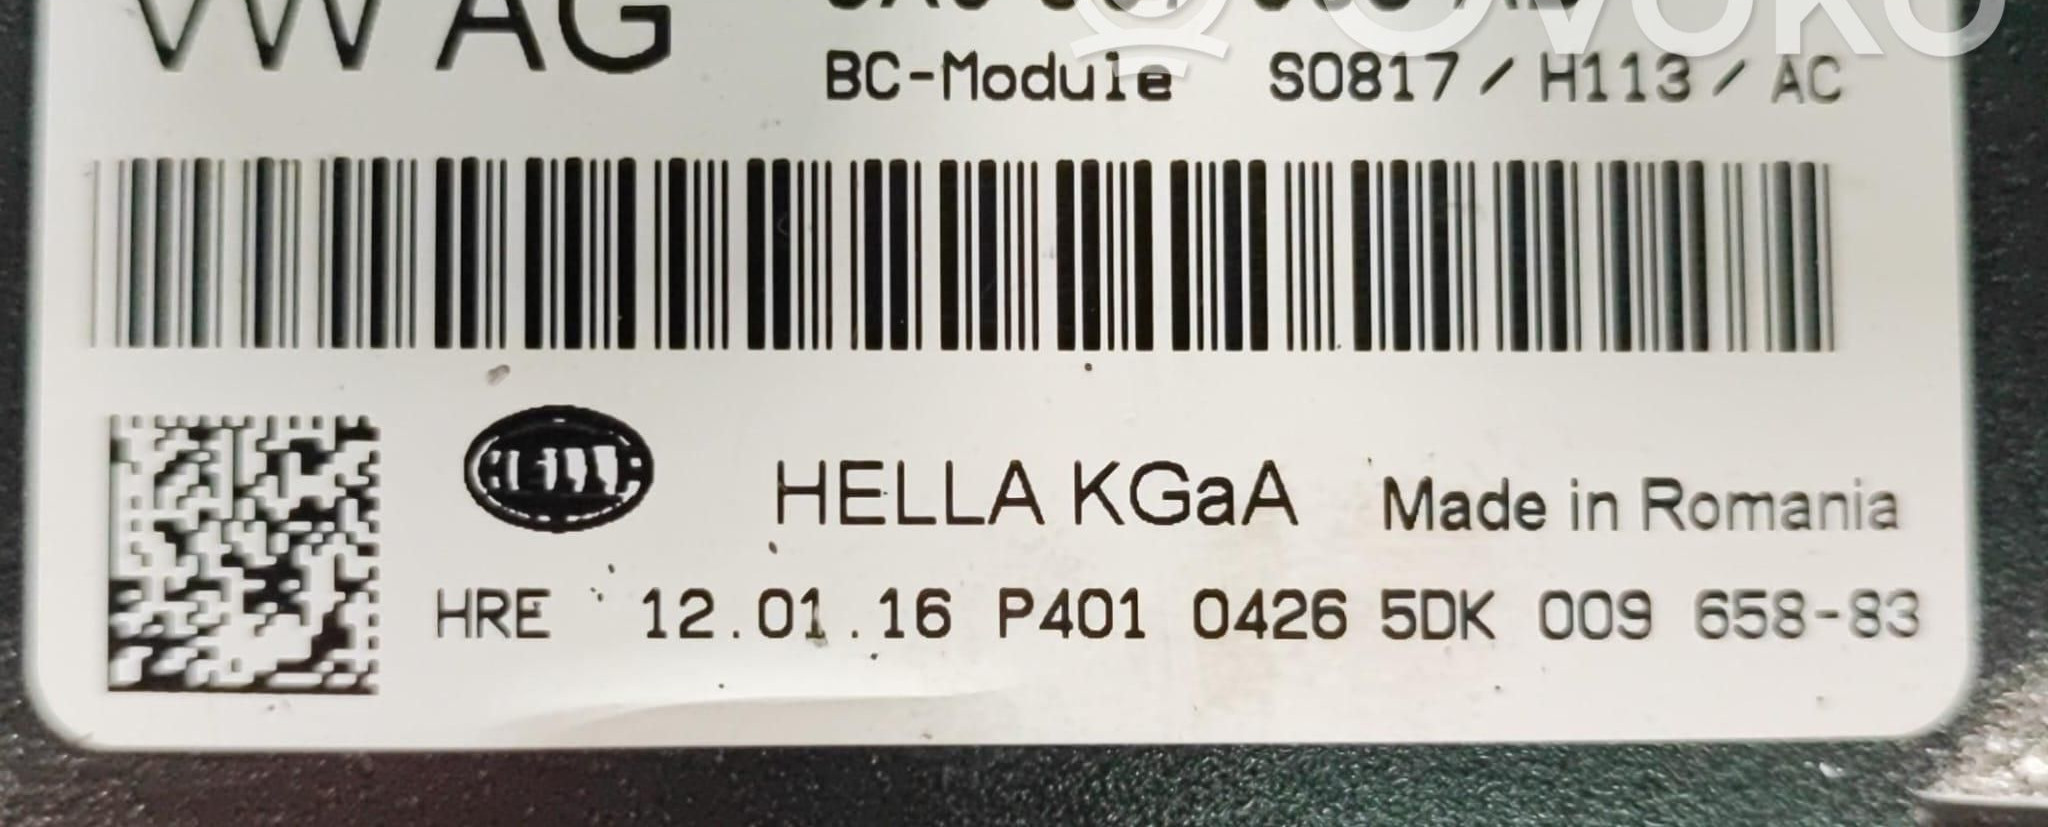 VW AG
OVOKO
BC-Module S0817/H113/AC
HELLA
HELLA KGaA Made in Romania
HRE 12.01.16 P401 0426 5DK 009 658-83